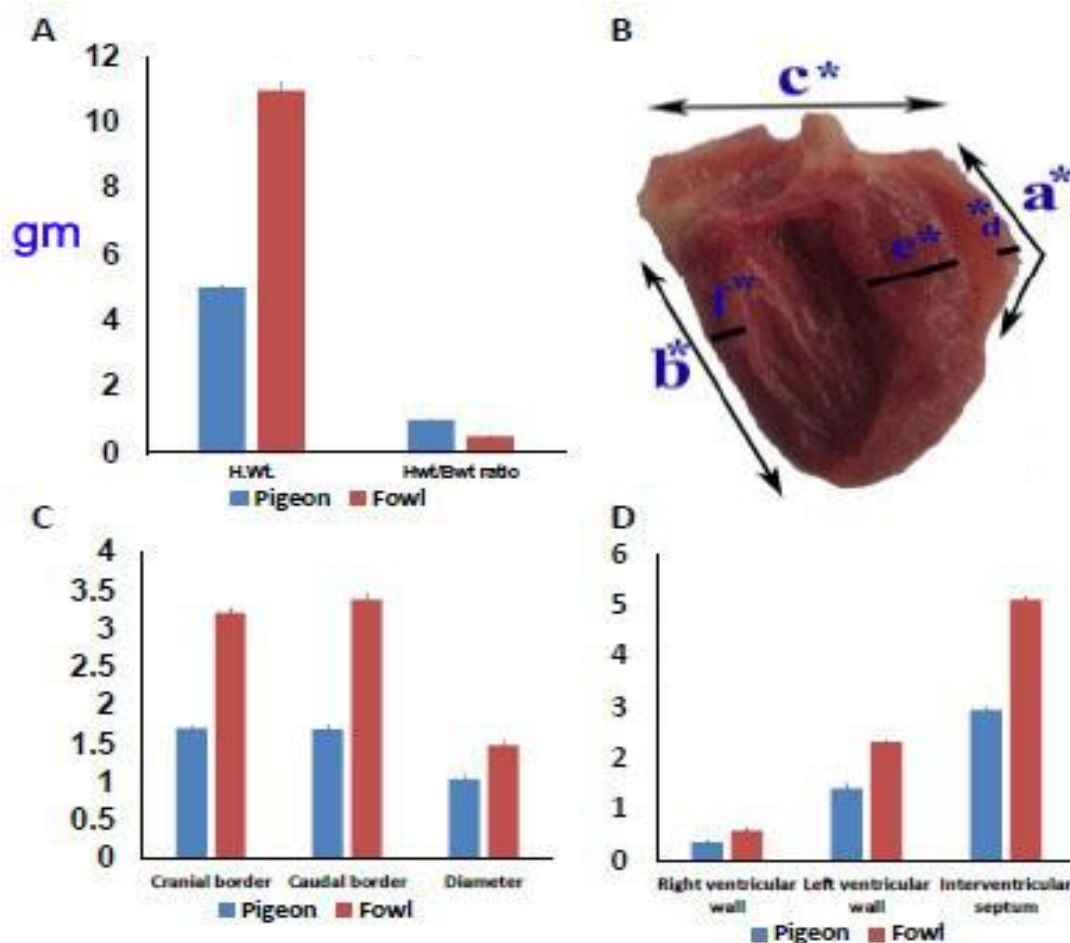 A
12
10
8
6
4
2
0
gm
H.Wt. Hwt/Bwt ratio
Pigeon Fowl
B
c*
a*
*d
e*
f*
b*
C
4
3.5
3
2.5
2
1.5
1
0.5
0
Cranial border Caudal border Diameter
Pigeon Fowl
D
6
5
4
3
2
1
0
Right ventricular Left ventricular Interventricular
wall wall septum
Pigeon Fowl